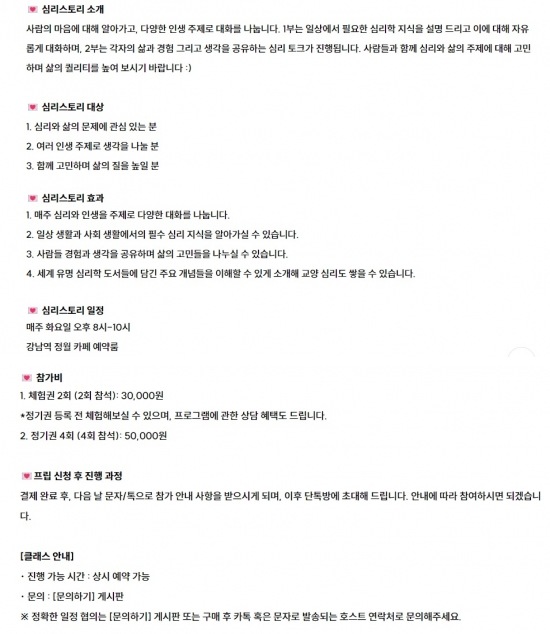 💌 심리스토리 소개
사람의 마음에 대해 알아가고, 다양한 인생 주제로 대화를 나눕니다. 1부는 일상에서 필요한 심리학 지식을 설명 드리고 이에 대해 자유
롭게 대화하며, 2부는 각자의 삶과 경험 그리고 생각을 공유하는 심리 토크가 진행됩니다. 사람들과 함께 심리와 삶의 주제에 대해 고민
하며 삶의 퀄리티를 높여 보시기 바랍니다 :)
💌 심리스토리 대상
1. 심리와 삶의 문제에 관심 있는 분
2. 여러 인생 주제로 생각을 나눌 분
3. 함께 고민하며 삶의 질을 높일 분
💌 심리스토리 효과
1. 매주 심리와 인생을 주제로 다양한 대화를 나눕니다.
2. 일상 생활과 사회 생활에서의 필수 심리 지식을 알아가실 수 있습니다.
3. 사람들 경험과 생각을 공유하며 삶의 고민들을 나누실 수 있습니다.
4. 세계 유명 심리학 도서들에 담긴 주요 개념들을 이해할 수 있게 소개해 교양 심리도 쌓을 수 있습니다.
💌 심리스토리 일정
매주 화요일 오후 8시-10시
강남역 정월 카페 예약룸
💌 참가비
1. 체험권 2회 (2회 참석): 30,000원
*정기권 등록 전 체험해보실 수 있으며, 프로그램에 관한 상담 혜택도 드립니다.
2. 정기권 4회 (4회 참석): 50,000원
💌 프립 신청 후 진행 과정
결제 완료 후, 다음 날 문자/톡으로 참가 안내 사항을 받으시게 되며, 이후 단톡방에 초대해 드립니다. 안내에 따라 참여하시면 되겠습니
다.
[클래스 안내]
· 진행 가능 시간 : 상시 예약 가능
· 문의 : [문의하기] 게시판
※ 정확한 일정 협의는 [문의하기] 게시판 또는 구매 후 카톡 혹은 문자로 발송되는 호스트 연락처로 문의해주세요.